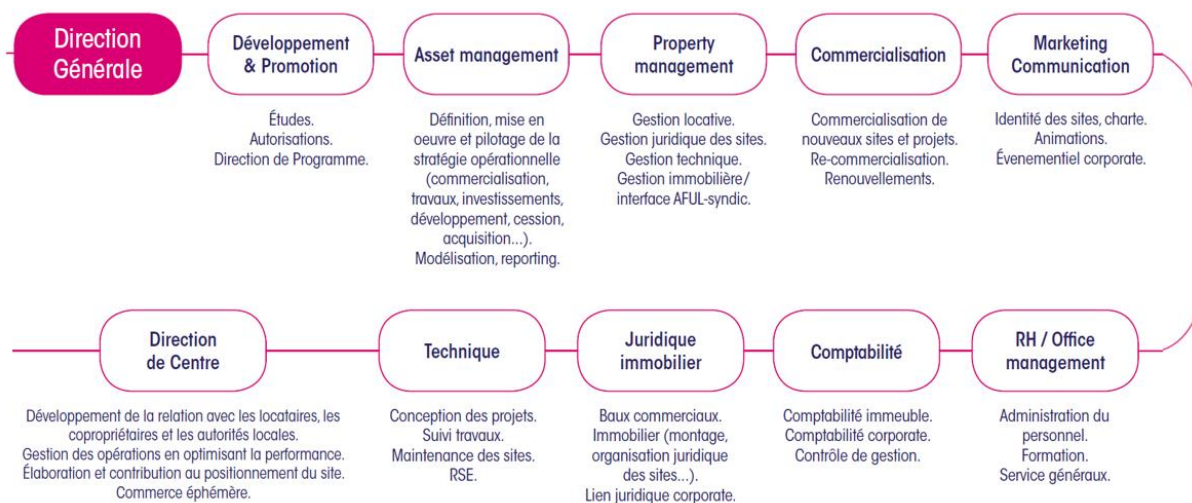 Direction
Générale
Développement
& Promotion
Études.
Autorisations.
Direction de Programme.
Asset management
Définition, mise en
oeuvre et pilotage de la
stratégie opérationnelle
(commercialisation,
travaux, investissements,
développement, cession,
acquisition...).
Modélisation, reporting.
Property
management
Gestion locative.
Gestion juridique des sites.
Gestion technique.
Gestion immobilière/
interface AFUL-syndic.
Commercialisation
Commercialisation de
nouveaux sites et projets.
Re-commercialisation.
Renouvellements.
Marketing
Communication
Identité des sites, charte.
Animations.
Évenementiel corporate.
Direction
de Centre
Développement de la relation avec les locataires, les
copropriétaires et les autorités locales.
Gestion des opérations en optimisant la performance.
Élaboration et contribution au positionnement du site.
Commerce éphémère.
Technique
Conception des projets.
Suivi travaux.
Maintenance des sites.
RSE.
Juridique
immobilier
Baux commerciaux.
Immobilier (montage,
organisation juridique
des sites...).
Lien juridique corporate.
Comptabilité
Comptabilité immeuble.
Comptabilité corporate.
Contrôle de gestion.
RH / Office
management
Administration du
personnel.
Formation.
Service généraux.